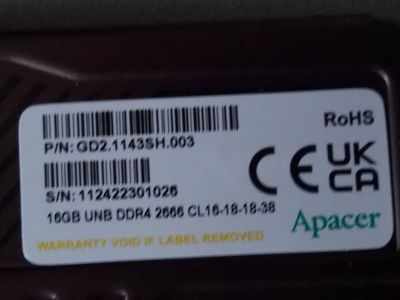 RoHS
P/N: GD2.1143SH.003
CE UK CA
S/N: 112422301026
16GB UNB DDR4 2666 CL16-18-18-38
Apacer
WARRANTY VOID IF LABEL REMOVED